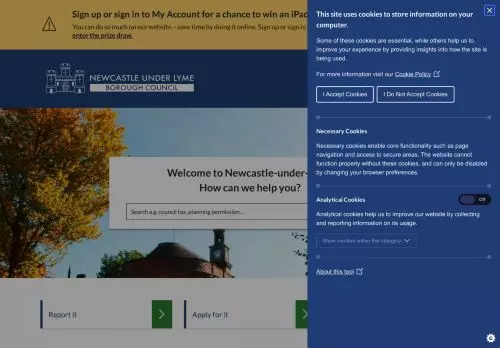 Sign up or sign in to My Account for a chance to win an iPad
You can do so much on our website – save time by doing it online. Sign up or sign in
enter the prize draw.
NEWCASTLE UNDER LYME
BOROUGH COUNCIL
Welcome to Newcastle-under-
How can we help you?
Search e.g. council tax, planning permission...
Report it
Apply for it
This site uses cookies to store information on your
computer.
Some of these cookies are essential, while others help us to
improve your experience by providing insights into how the site is
being used.
For more information visit our Cookie Policy
I Accept Cookies
I Do Not Accept Cookies
Necessary Cookies
Necessary cookies enable core functionality such as page
navigation and access to secure areas. The website cannot
function properly without these cookies, and can only be disabled
by changing your browser preferences.
Analytical Cookies
Off
Analytical cookies help us to improve our website by collecting
and reporting information on its usage.
Show vendors within this category
About this tool